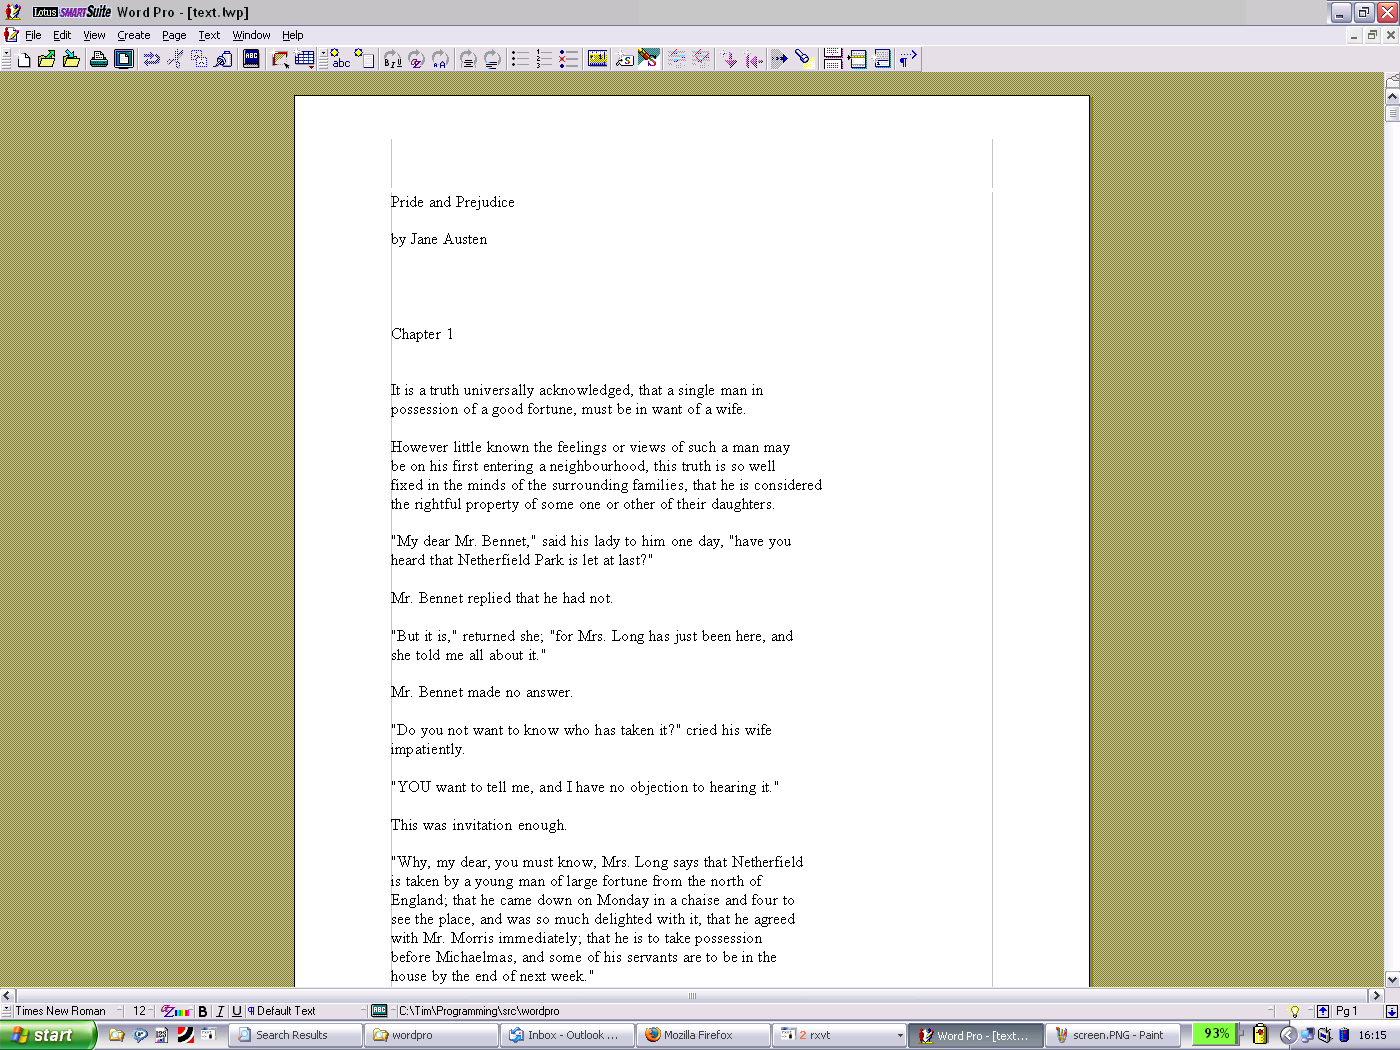 Lotus SMARTSuite Word Pro - [text.lwp]
File Edit View Create Page Text Window Help
Pride and Prejudice
by Jane Austen
Chapter 1
It is a truth universally acknowledged, that a single man in
possession of a good fortune, must be in want of a wife.
However little known the feelings or views of such a man may
be on his first entering a neighbourhood, this truth is so well
fixed in the minds of the surrounding families, that he is considered
the rightful property of some one or other of their daughters.
"My dear Mr. Bennet," said his lady to him one day, "have you
heard that Netherfield Park is let at last?"
Mr. Bennet replied that he had not.
"But it is," returned she; "for Mrs. Long has just been here, and
she told me all about it."
Mr. Bennet made no answer.
"Do you not want to know who has taken it?" cried his wife
impatiently.
"YOU want to tell me, and I have no objection to hearing it."
This was invitation enough.
"Why, my dear, you must know, Mrs. Long says that Netherfield
is taken by a young man of large fortune from the north of
England; that he came down on Monday in a chaise and four to
see the place, and was so much delighted with it, that he agreed
with Mr. Morris immediately; that he is to take possession
before Michaelmas, and some of his servants are to be in the
house by the end of next week."
Times New Roman 12 B I U ¶ Default Text ABC C:\Tim\Programming\src\wordpro Pg 1
start Search Results wordpro Inbox - Outlook ... Mozilla Firefox 2 rxvt Word Pro - [text... screen.PNG - Paint 93% 16:15